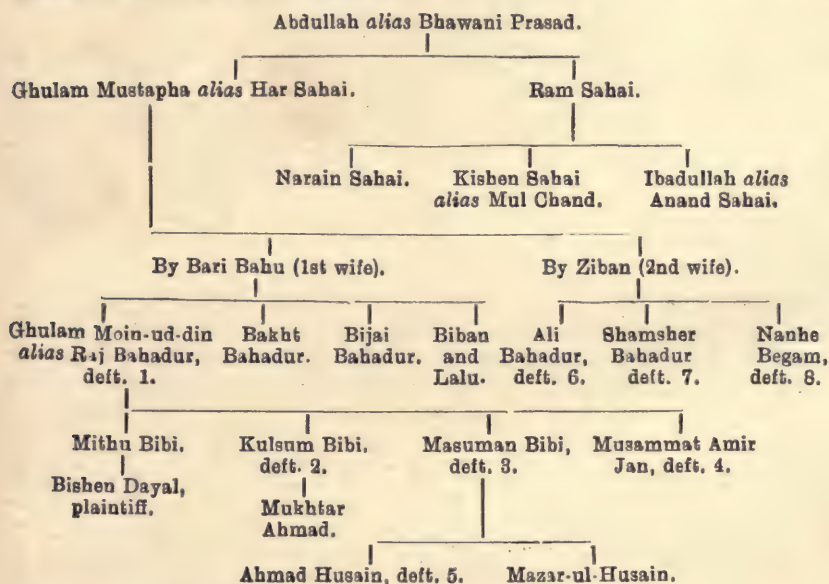 Abdullah alias Bhawani Prasad.
Ghulam Mustapha alias Har Sahai. Ram Sahai.
Narain Sahai. Kishen Sahai Ibadullah alias
alias Mul Chand. Anand Sahai.
By Bari Bahu (1st wife). By Ziban (2nd wife).
Ghulam Moin-ud-din Bakht Bijai Biban Ali Shamsher Nanhe
alias Raj Bahadur, Bahadur. Bahadur. and Bahadur, Bahadur Begam,
deft. 1. Lalu. deft. 6. deft. 7. deft. 8.
Mithu Bibi. Kulsum Bibi, Masuman Bibi, Musammat Amir
deft. 2. deft. 3. Jan, deft. 4.
Bishen Dayal, Mukhtar
plaintiff. Ahmad.
Ahmad Husain, deft. 5. Mazar-ul-Husain.